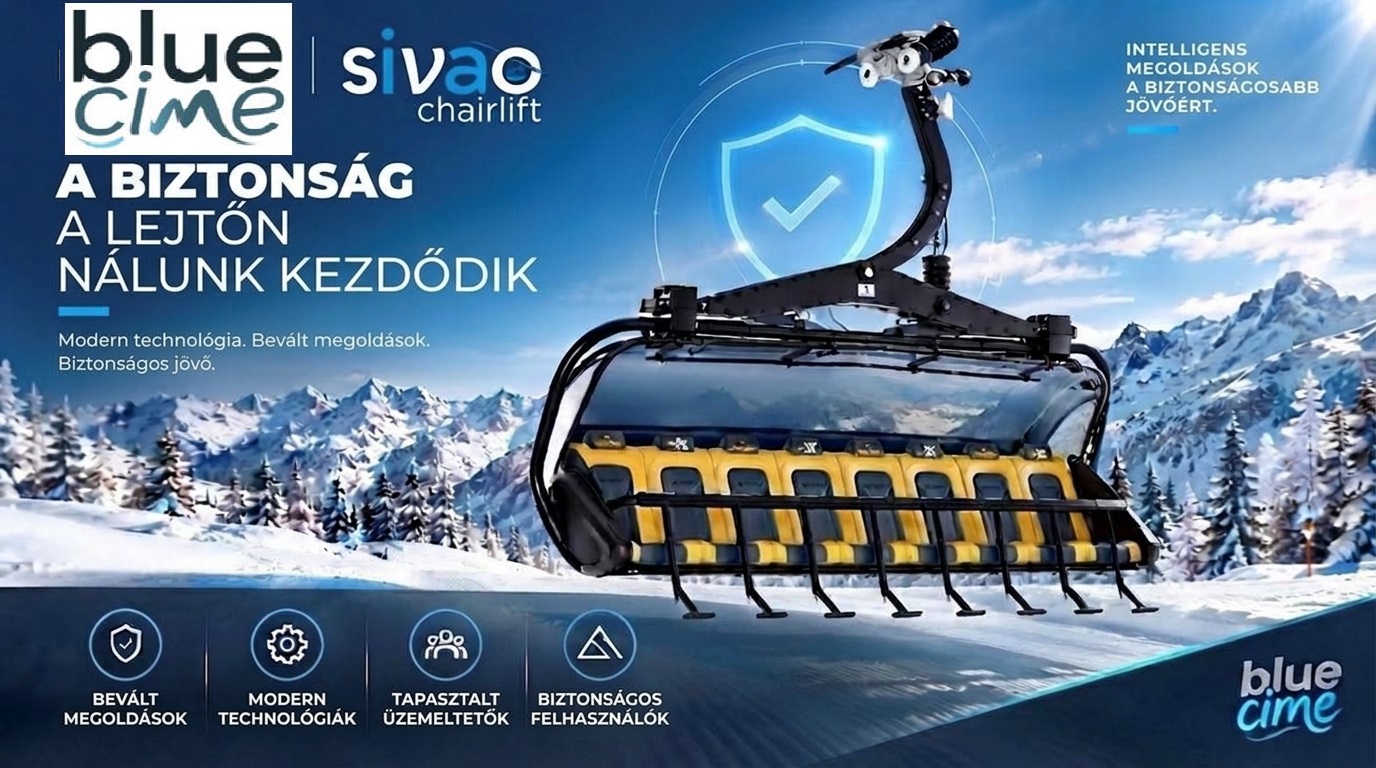 blue
cime
sivao
chairlift
A BIZTONSÁG
A LEJTŐN
NÁLUNK KEZDŐDIK
Modern technológia. Bevált megoldások.
Biztonságos jövő.
INTELLIGENS
MEGOLDÁSOK
A BIZTONSÁGOSABB
JÖVŐÉRT.
1
BEVÁLT
MEGOLDÁSOK
MODERN
TECHNOLÓGIÁK
TAPASZTALT
ÜZEMELTETŐK
BIZTONSÁGOS
FELHASZNÁLÓK
blue
cime